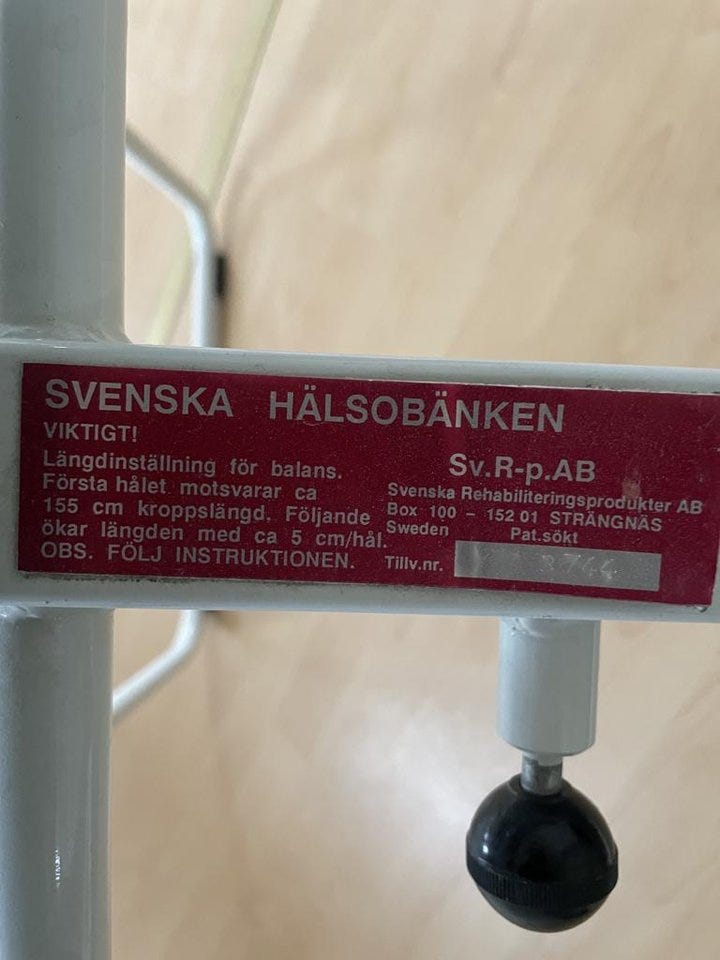 SVENSKA HÄLSOBÄNKEN
VIKTIGT!
Längdinställning för balans.
Första hålet motsvarar ca
155 cm kroppslängd. Följande
ökar längden med ca 5 cm/hål.
OBS. FÖLJ INSTRUKTIONEN.
Sv.R-p.AB
Svenska Rehabiliteringsprodukter AB
Box 100 - 152 01 STRÄNGNÄS
Sweden Pat.sökt
Tillv.nr.